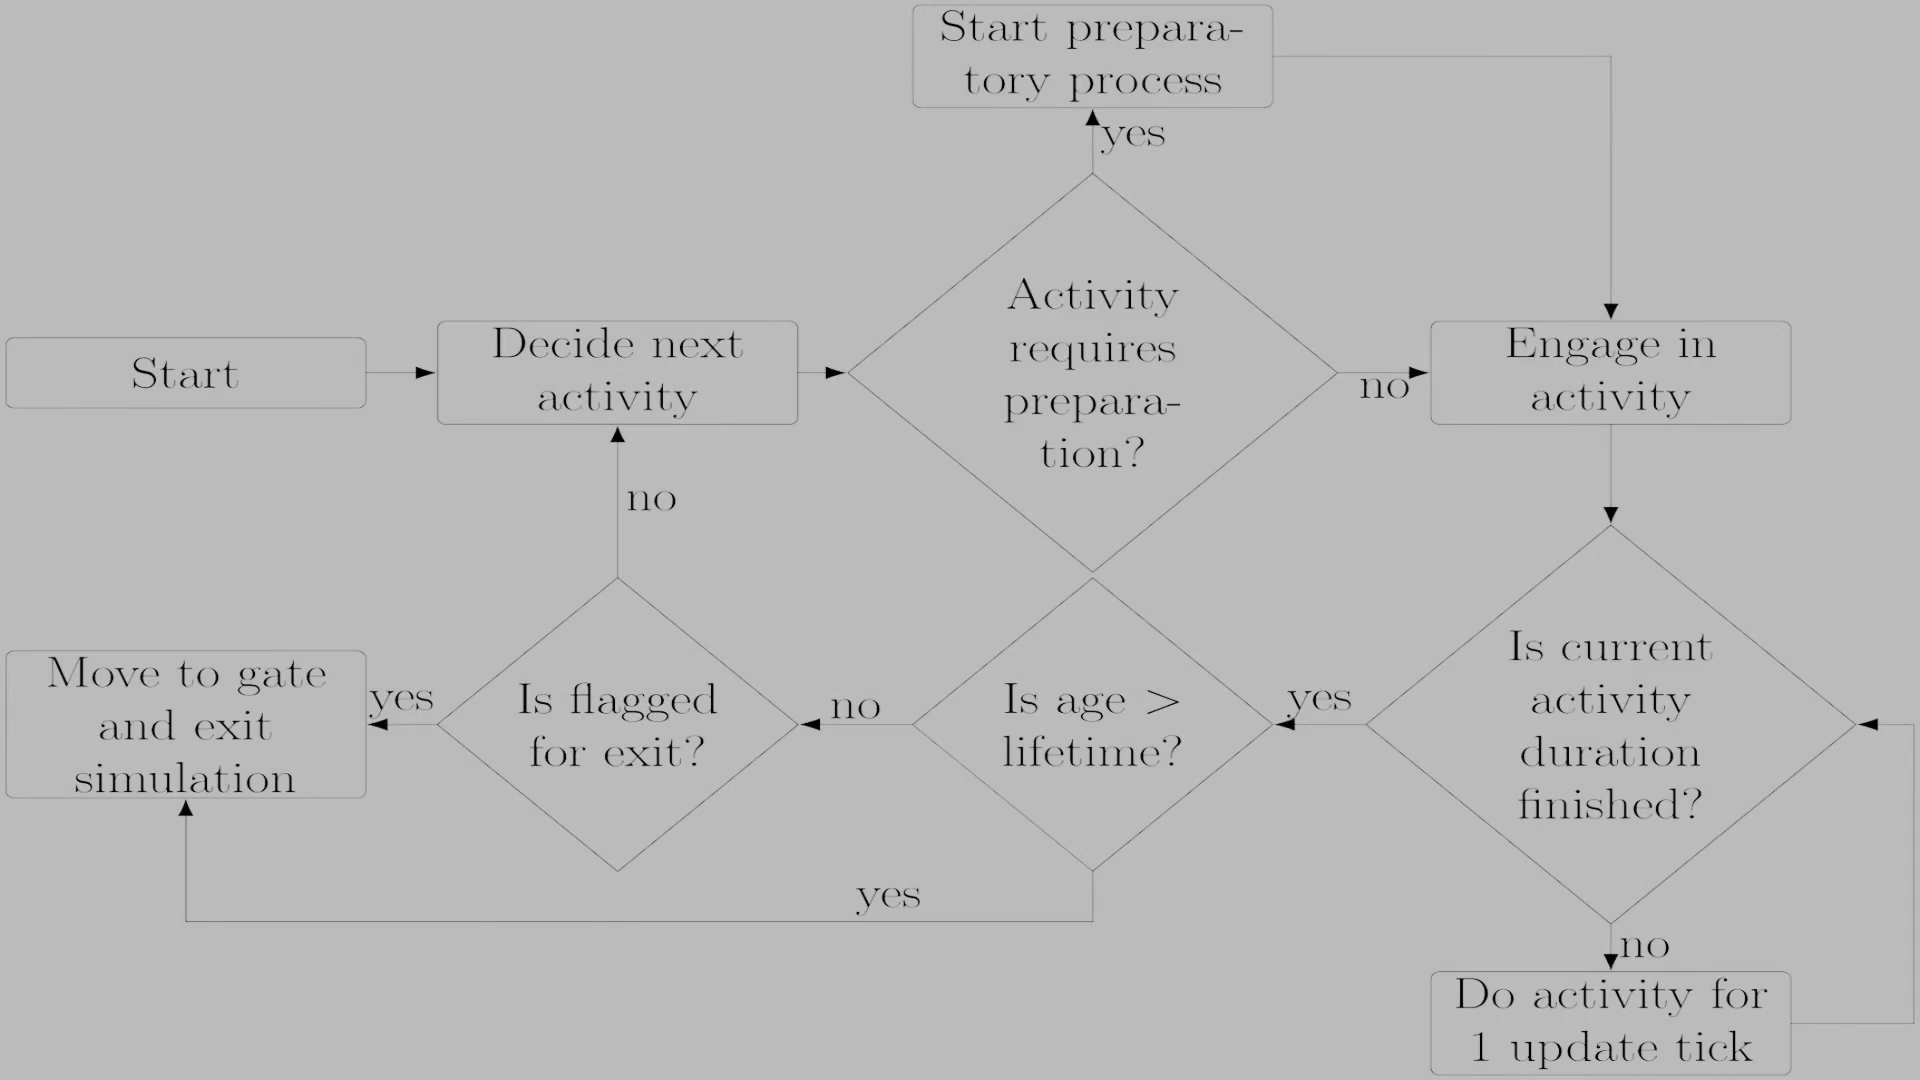 Start prepara-
tory process
yes
Activity
requires
prepara-
tion?
Start
Decide next
activity
no
Engage in
activity
no
Move to gate
and exit
simulation
yes
Is flagged
for exit?
no
Is age >
lifetime?
yes
Is current
activity
duration
finished?
yes
no
Do activity for
1 update tick